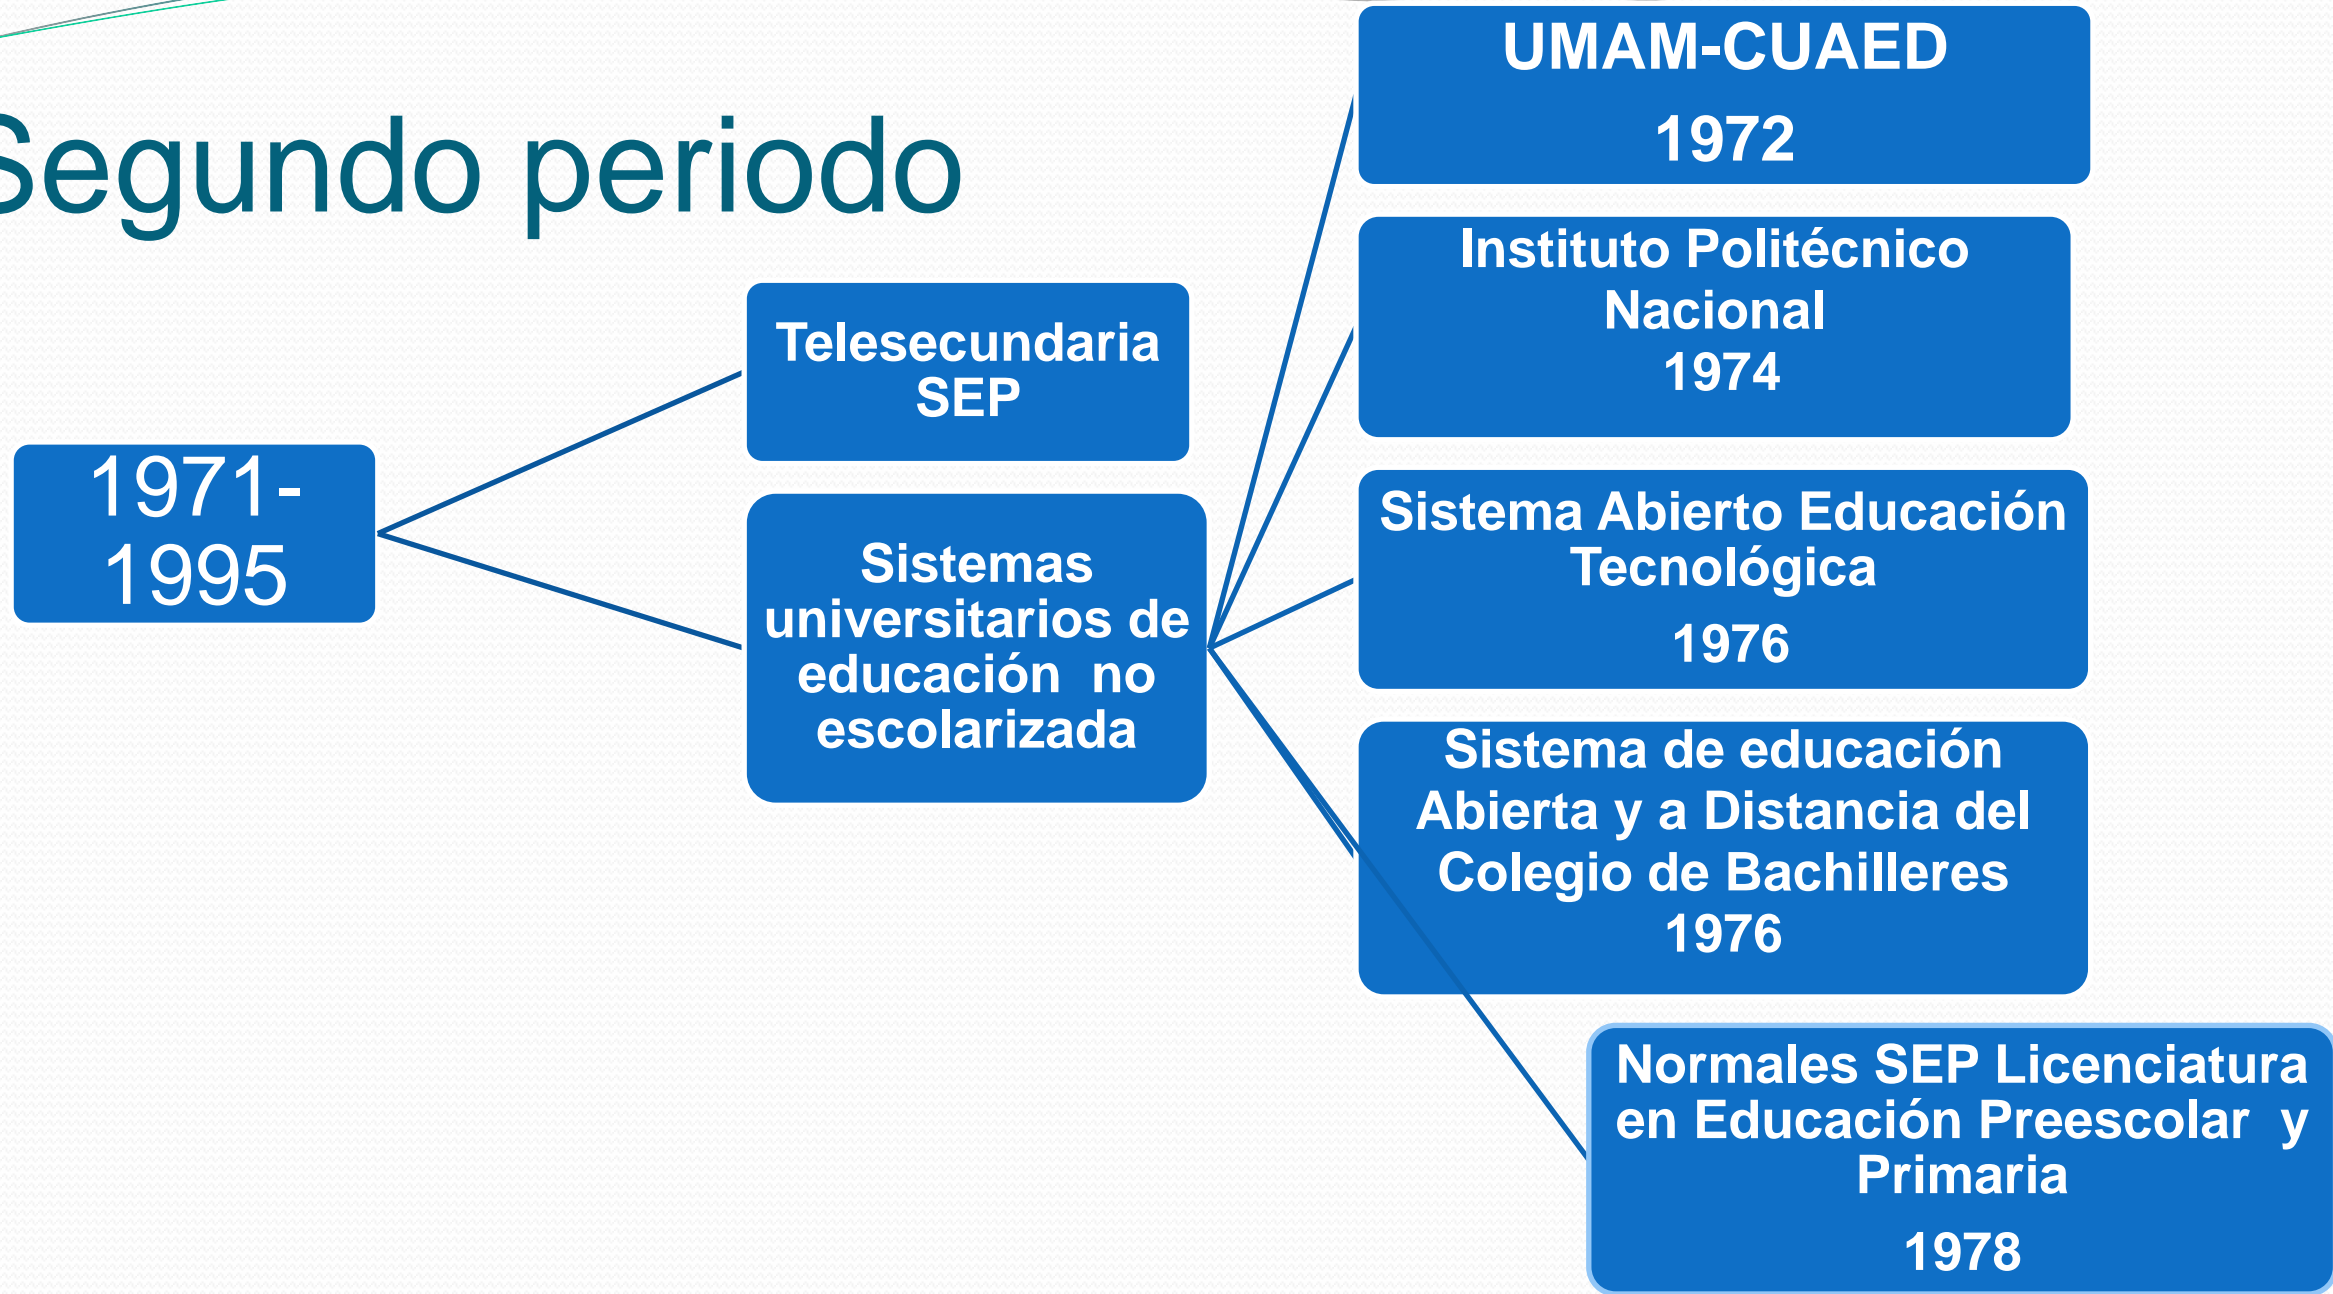 Segundo periodo
1971-
1995
Telesecundaria
SEP
Sistemas
universitarios de
educación  no
escolarizada
UMAM-CUAED
1972
Instituto Politécnico
Nacional
1974
Sistema Abierto Educación
Tecnológica
1976
Sistema de educación
Abierta y a Distancia del
Colegio de Bachilleres
1976
Normales SEP Licenciatura
en Educación Preescolar  y
Primaria
1978